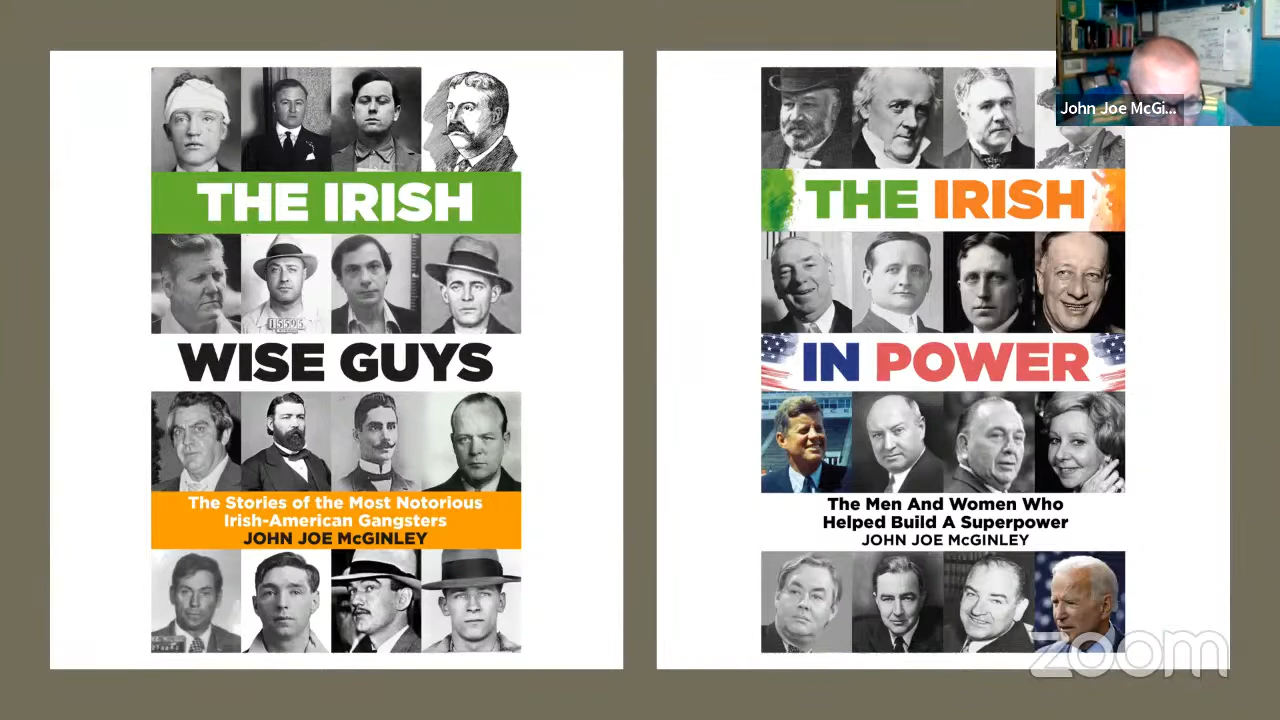 THE IRISH
15595
WISE GUYS
The Stories of the Most Notorious
Irish-American Gangsters
JOHN JOE McGINLEY
THE IRISH
IN POWER
The Men And Women Who
Helped Build A Superpower
JOHN JOE McGINLEY
John Joe McGi...
zoom